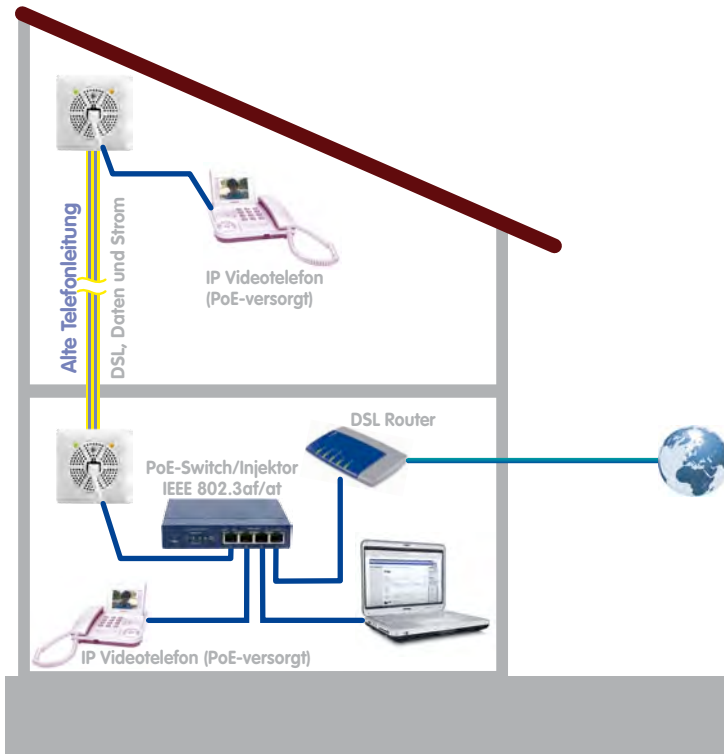 IP Videotelefon
(PoE-versorgt)
Alte Telefonleitung
DSL, Daten und Strom
DSL Router
PoE-Switch/Injektor
IEEE 802.3af/at
IP Videotelefon (PoE-versorgt)